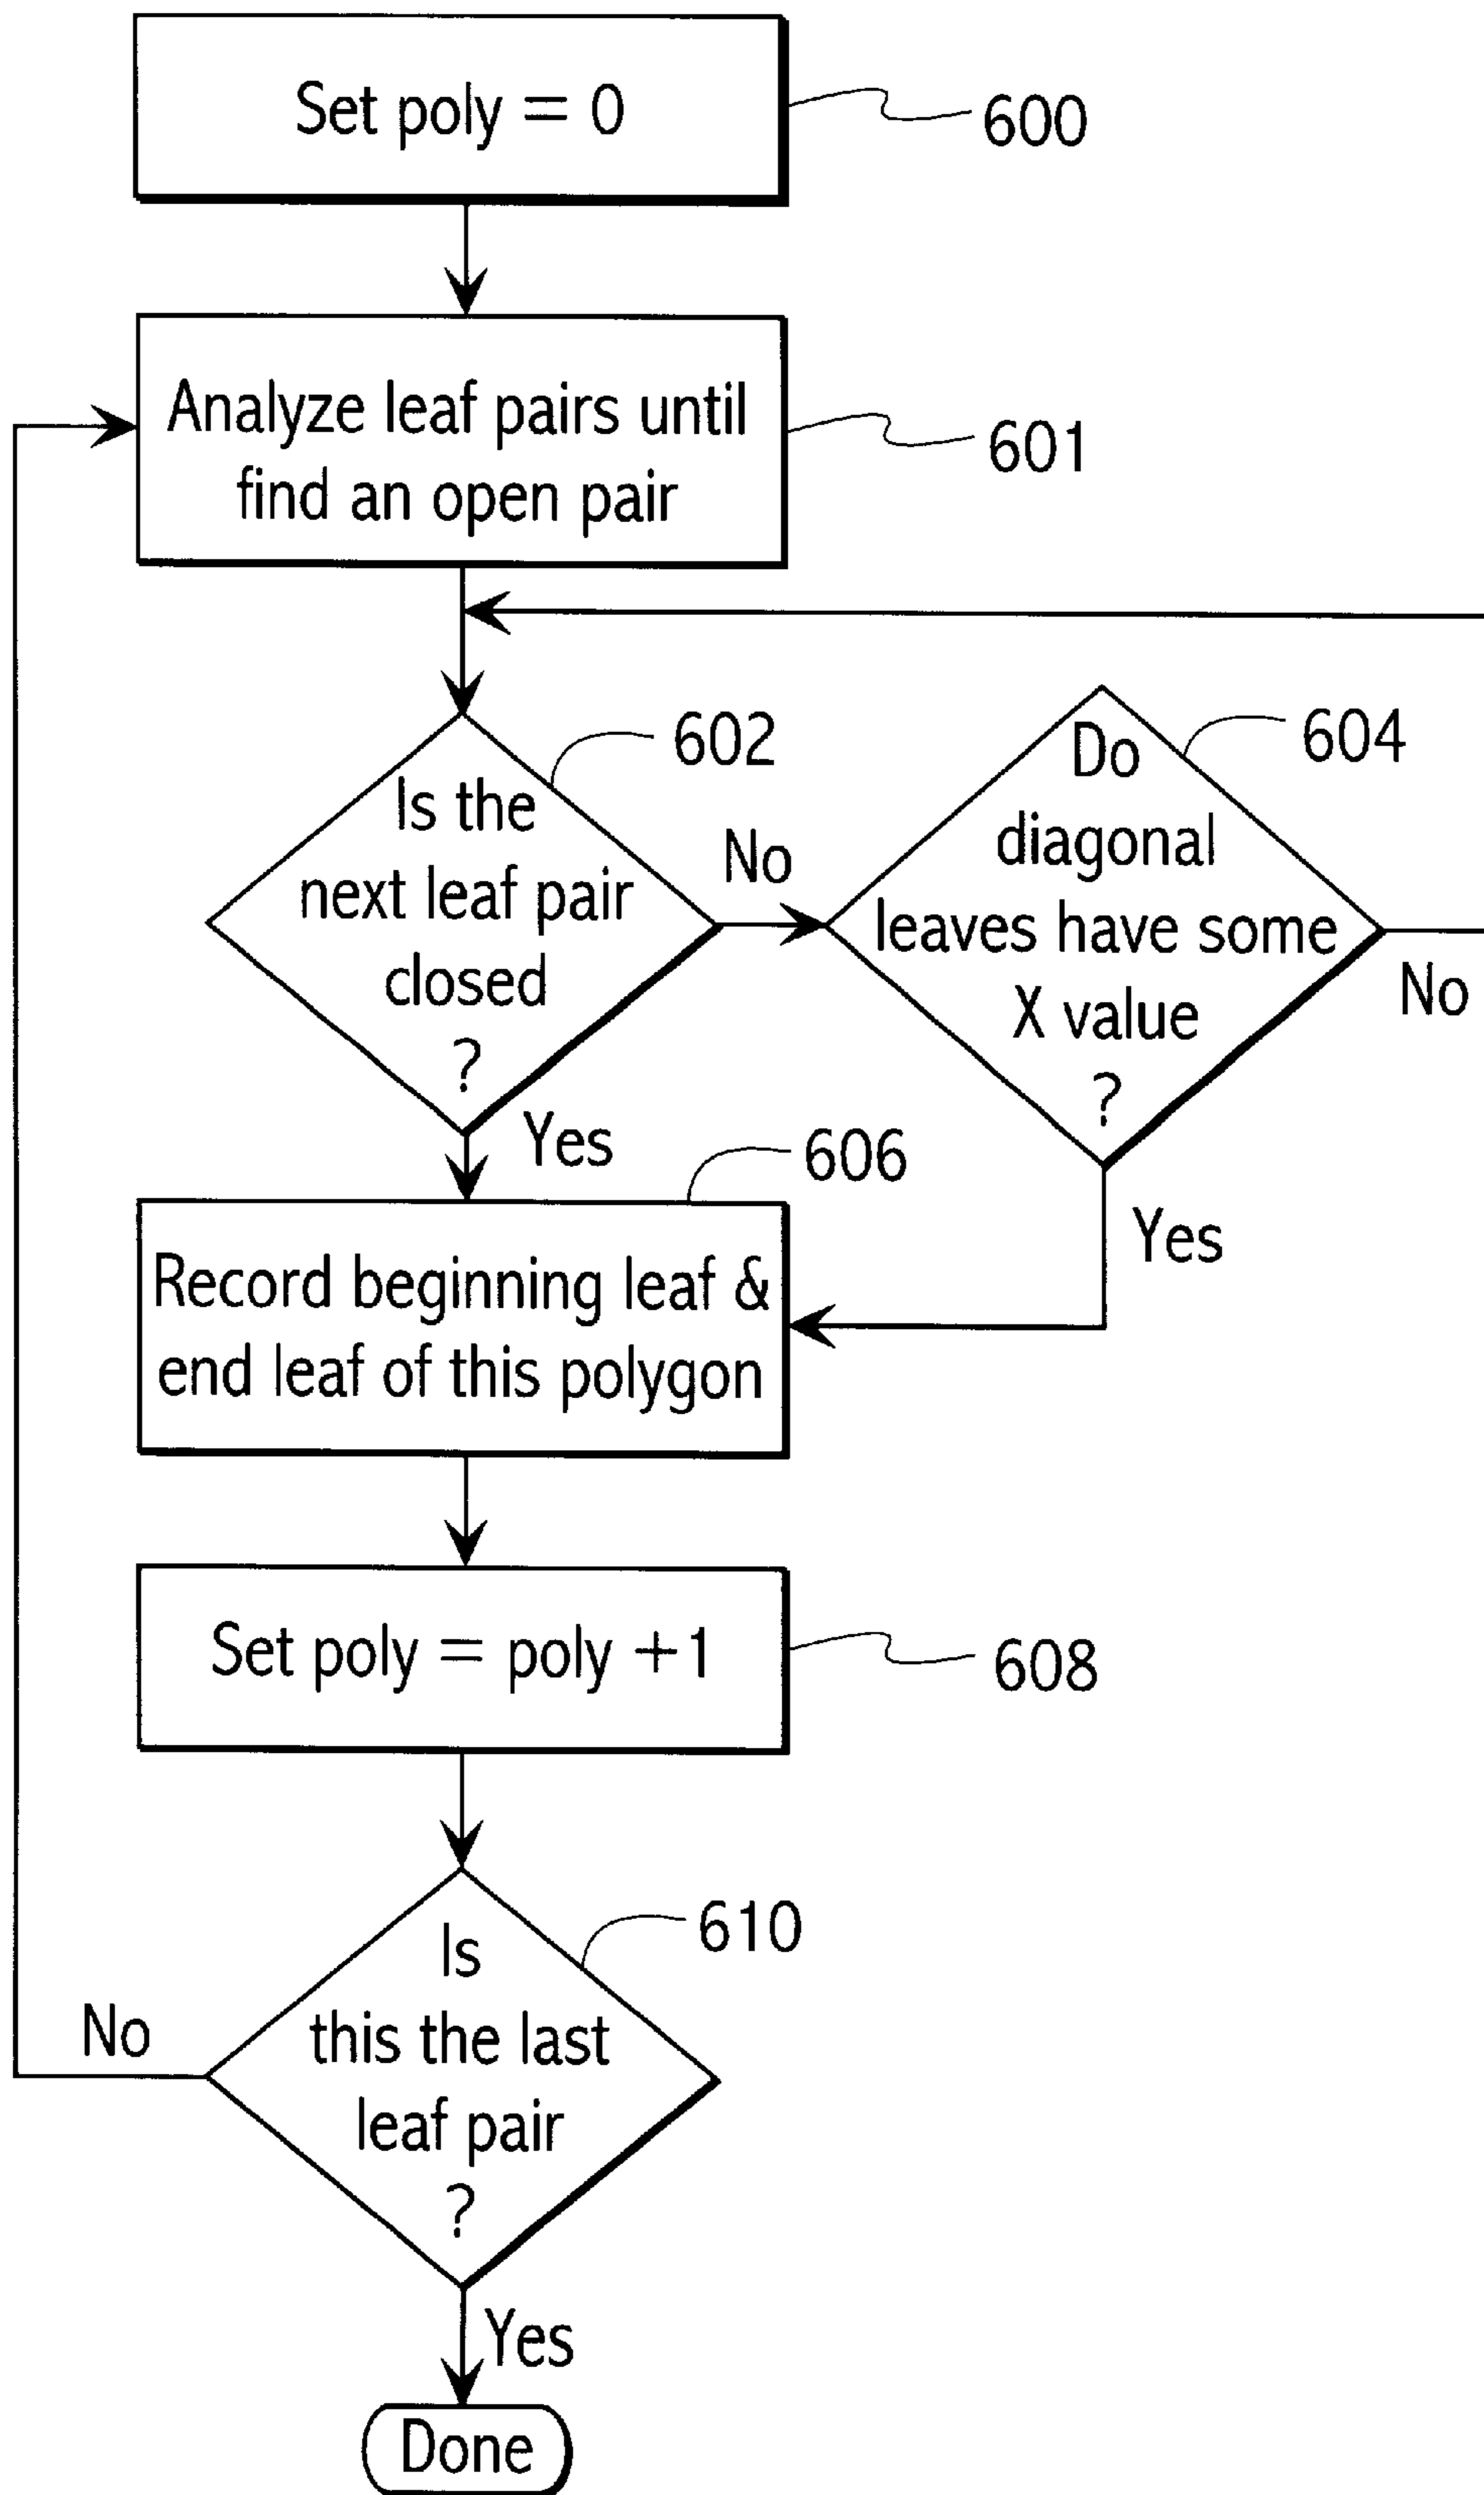 Set poly = 0
600
Analyze leaf pairs until
find an open pair
601
Is the
next leaf pair
closed
?
602
No
Do
diagonal
leaves have some
X value
?
604
No
Yes
Yes
606
Record beginning leaf &
end leaf of this polygon
Set poly = poly +1
608
Is
this the last
leaf pair
?
610
No
Yes
Done